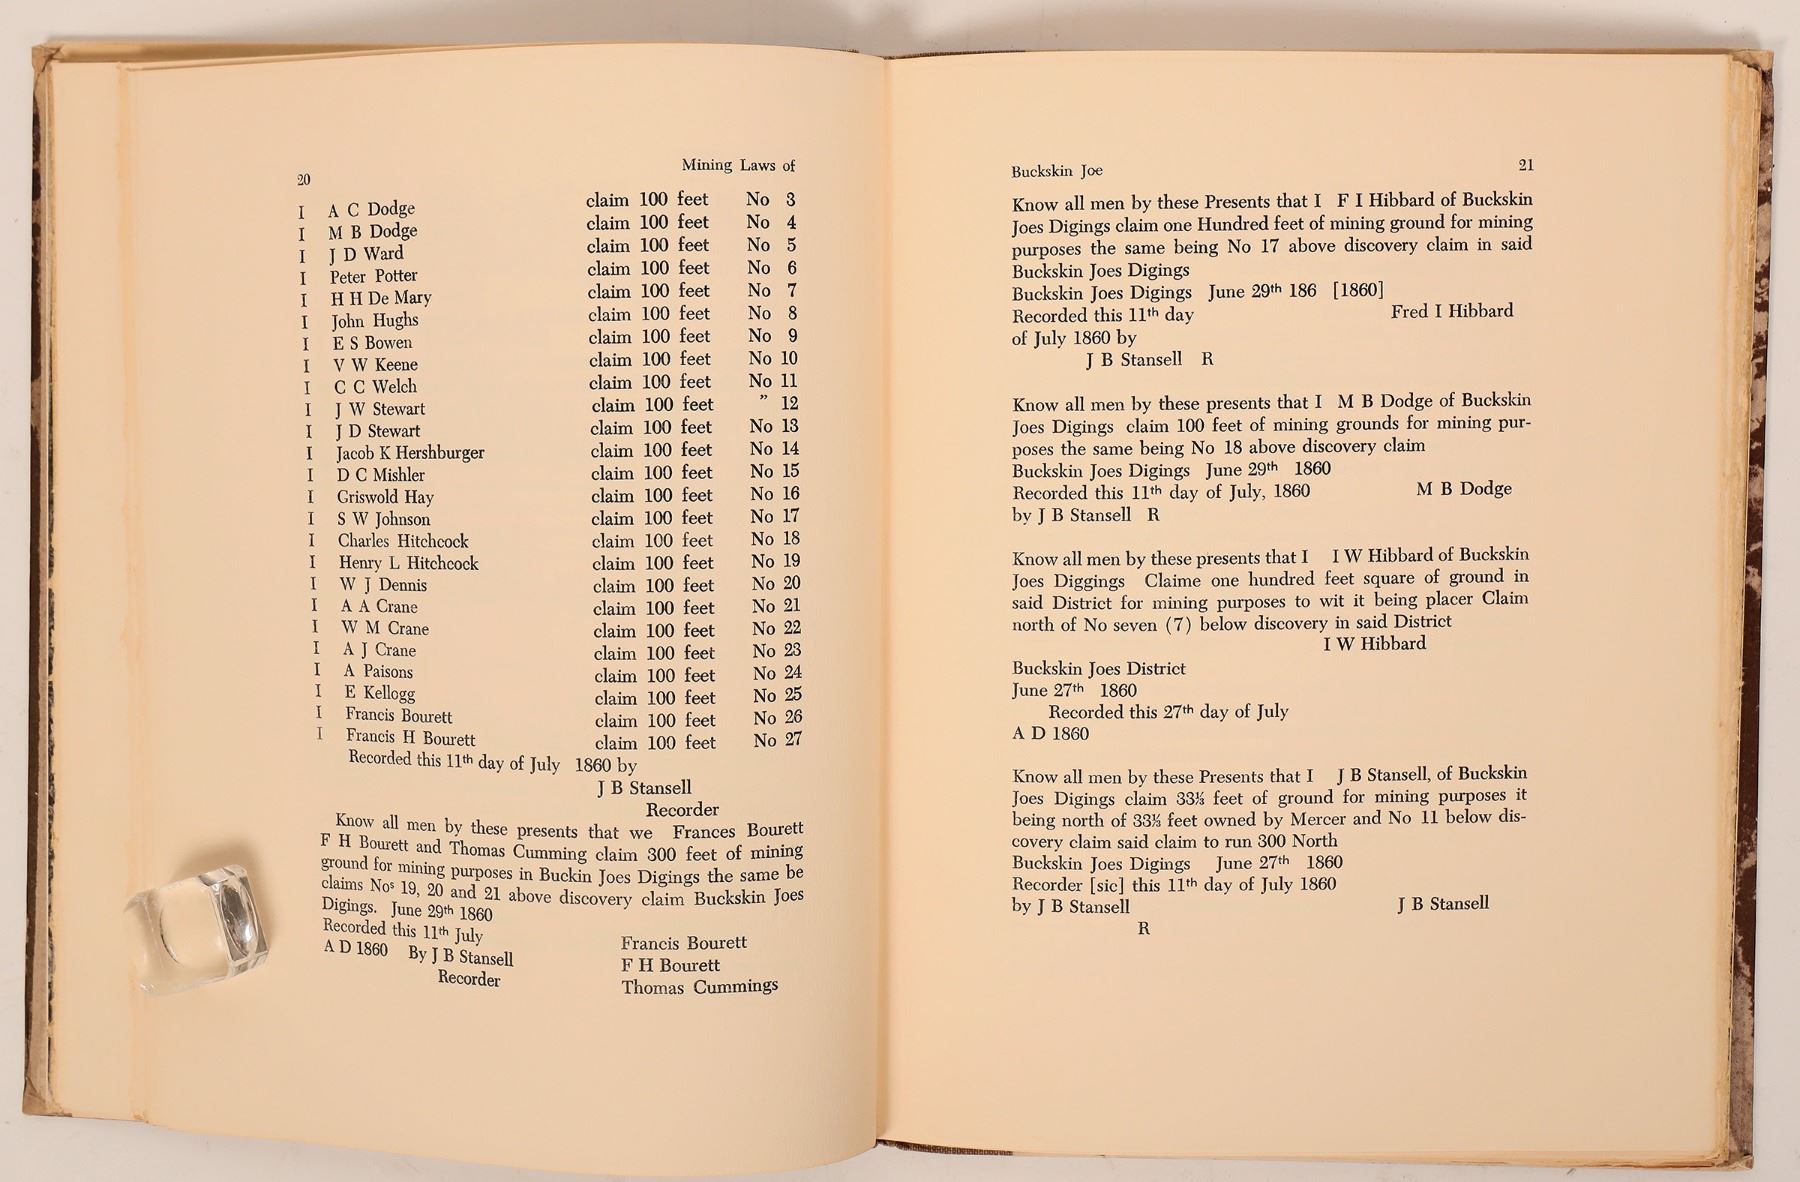 20 Mining Laws of
I A C Dodge claim 100 feet No 3
I M B Dodge claim 100 feet No 4
I J D Ward claim 100 feet No 5
I Peter Potter claim 100 feet No 6
I H H De Mary claim 100 feet No 7
I John Hughs claim 100 feet No 8
I E S Bowen claim 100 feet No 9
I V W Keene claim 100 feet No 10
I C C Welch claim 100 feet No 11
I J W Stewart claim 100 feet ” 12
I J D Stewart claim 100 feet No 13
I Jacob K Hershburger claim 100 feet No 14
I D C Mishler claim 100 feet No 15
I Griswold Hay claim 100 feet No 16
I S W Johnson claim 100 feet No 17
I Charles Hitchcock claim 100 feet No 18
I Henry L Hitchcock claim 100 feet No 19
I W J Dennis claim 100 feet No 20
I A A Crane claim 100 feet No 21
I W M Crane claim 100 feet No 22
I A J Crane claim 100 feet No 23
I A Paisons claim 100 feet No 24
I E Kellogg claim 100 feet No 25
I Francis Bourett claim 100 feet No 26
I Francis H Bourett claim 100 feet No 27
Recorded this 11th day of July 1860 by
J B Stansell
Recorder
Know all men by these presents that we Frances Bourett
F H Bourett and Thomas Cumming claim 300 feet of mining
ground for mining purposes in Buckin Joes Digings the same be
claims Nos 19, 20 and 21 above discovery claim Buckskin Joes
Digings. June 29th 1860
Recorded this 11th July Francis Bourett
A D 1860 By J B Stansell F H Bourett
Recorder Thomas Cummings
Buckskin Joe 21
Know all men by these Presents that I F I Hibbard of Buckskin
Joes Digings claim one Hundred feet of mining ground for mining
purposes the same being No 17 above discovery claim in said
Buckskin Joes Digings
Buckskin Joes Digings June 29th 186 [1860]
Recorded this 11th day Fred I Hibbard
of July 1860 by
J B Stansell R
Know all men by these presents that I M B Dodge of Buckskin
Joes Digings claim 100 feet of mining grounds for mining pur-
poses the same being No 18 above discovery claim
Buckskin Joes Digings June 29th 1860
Recorded this 11th day of July, 1860 M B Dodge
by J B Stansell R
Know all men by these presents that I I W Hibbard of Buckskin
Joes Diggings Claime one hundred feet square of ground in
said District for mining purposes to wit it being placer Claim
north of No seven (7) below discovery in said District
I W Hibbard
Buckskin Joes District
June 27th 1860
Recorded this 27th day of July
A D 1860
Know all men by these Presents that I J B Stansell, of Buckskin
Joes Digings claim 33⅓ feet of ground for mining purposes it
being north of 33⅓ feet owned by Mercer and No 11 below dis-
covery claim said claim to run 300 North
Buckskin Joes Digings June 27th 1860
Recorder [sic] this 11th day of July 1860
by J B Stansell J B Stansell
R